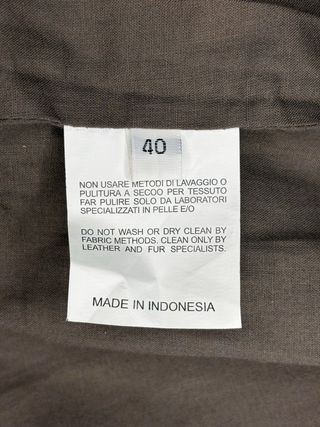 40
NON USARE METODI DI LAVAGGIO O
PULITURA A SECOO PER TESSUTO
FAR PULIRE SOLO DA LABORATORI
SPECIALIZZATI IN PELLE E/O
DO NOT WASH OR DRY CLEAN BY
FABRIC METHODS. CLEAN ONLY BY
LEATHER AND FUR SPECIALISTS.
MADE IN INDONESIA